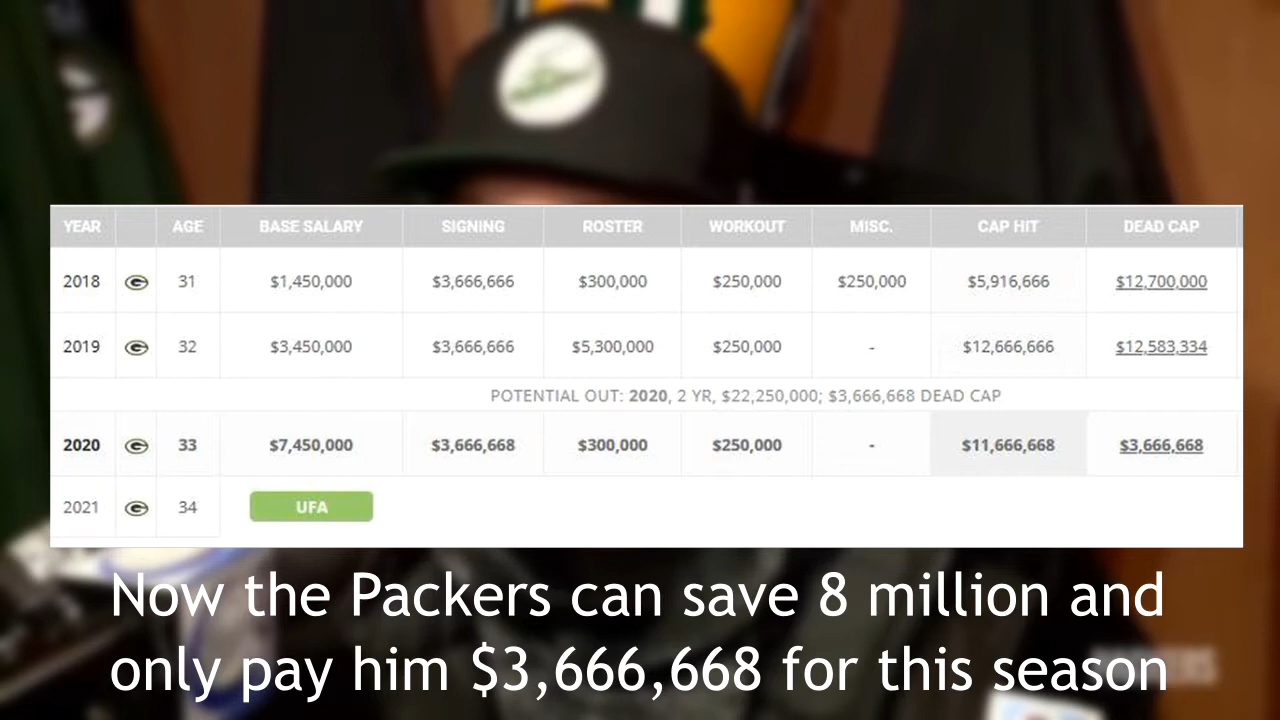 YEAR AGE BASE SALARY SIGNING ROSTER WORKOUT MISC. CAP HIT DEAD CAP
2018 31 $1,450,000 $3,666,666 $300,000 $250,000 $250,000 $5,916,666 $12,700,000
2019 32 $3,450,000 $3,666,666 $5,300,000 $250,000 - $12,666,666 $12,583,334
POTENTIAL OUT: 2020, 2 YR, $22,250,000; $3,666,668 DEAD CAP
2020 33 $7,450,000 $3,666,668 $300,000 $250,000 - $11,666,668 $3,666,668
2021 34 UFA
Now the Packers can save 8 million and
only pay him $3,666,668 for this season